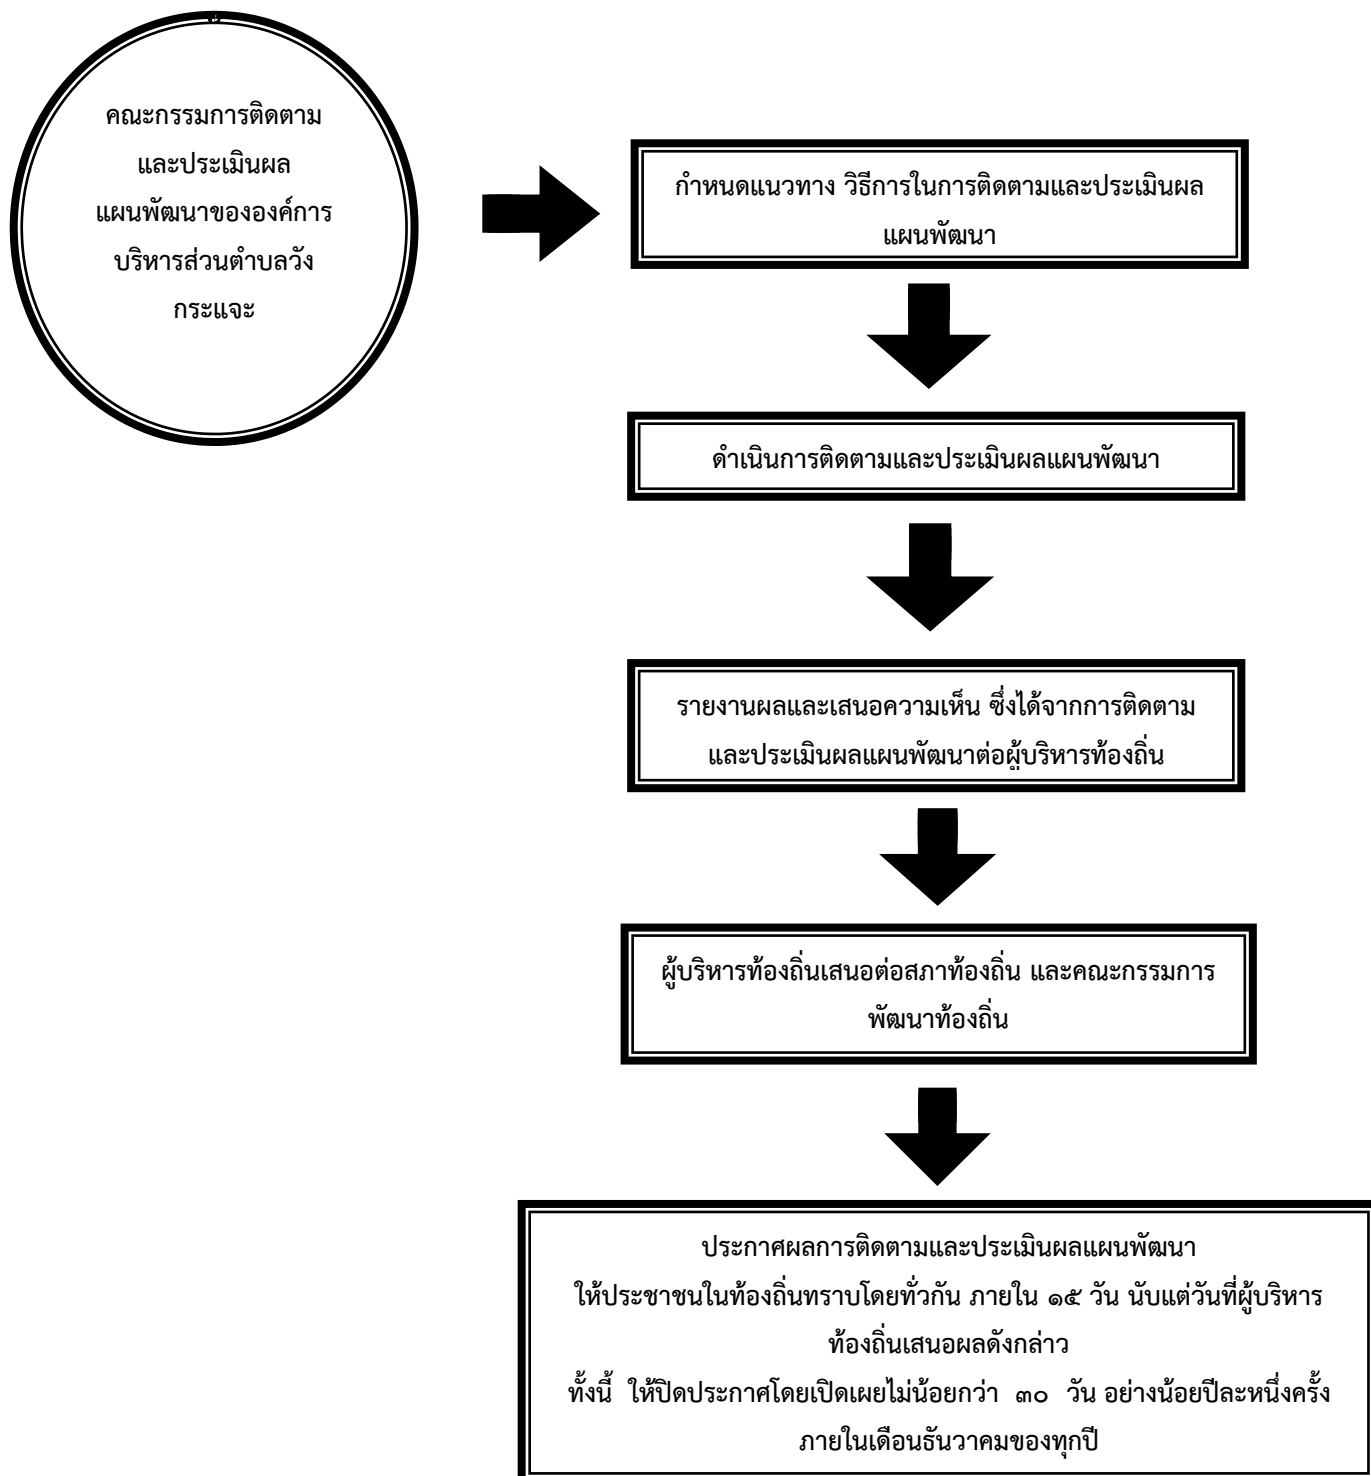 คณะกรรมการติดตาม
และประเมินผล
แผนพัฒนาขององค์การ
บริหารส่วนตำบลวัง
กระแจะ
กำหนดแนวทาง วิธีการในการติดตามและประเมินผล
แผนพัฒนา
ดำเนินการติดตามและประเมินผลแผนพัฒนา
รายงานผลและเสนอความเห็น ซึ่งได้จากการติดตาม
และประเมินผลแผนพัฒนาต่อผู้บริหารท้องถิ่น
ผู้บริหารท้องถิ่นเสนอต่อสภาท้องถิ่น และคณะกรรมการ
พัฒนาท้องถิ่น
ประกาศผลการติดตามและประเมินผลแผนพัฒนา
ให้ประชาชนในท้องถิ่นทราบโดยทั่วกัน ภายใน ๑๕ วัน นับแต่วันที่ผู้บริหาร
ท้องถิ่นเสนอผลดังกล่าว
ทั้งนี้ ให้ปิดประกาศโดยเปิดเผยไม่น้อยกว่า ๓๐ วัน อย่างน้อยปีละหนึ่งครั้ง
ภายในเดือนธันวาคมของทุกปี